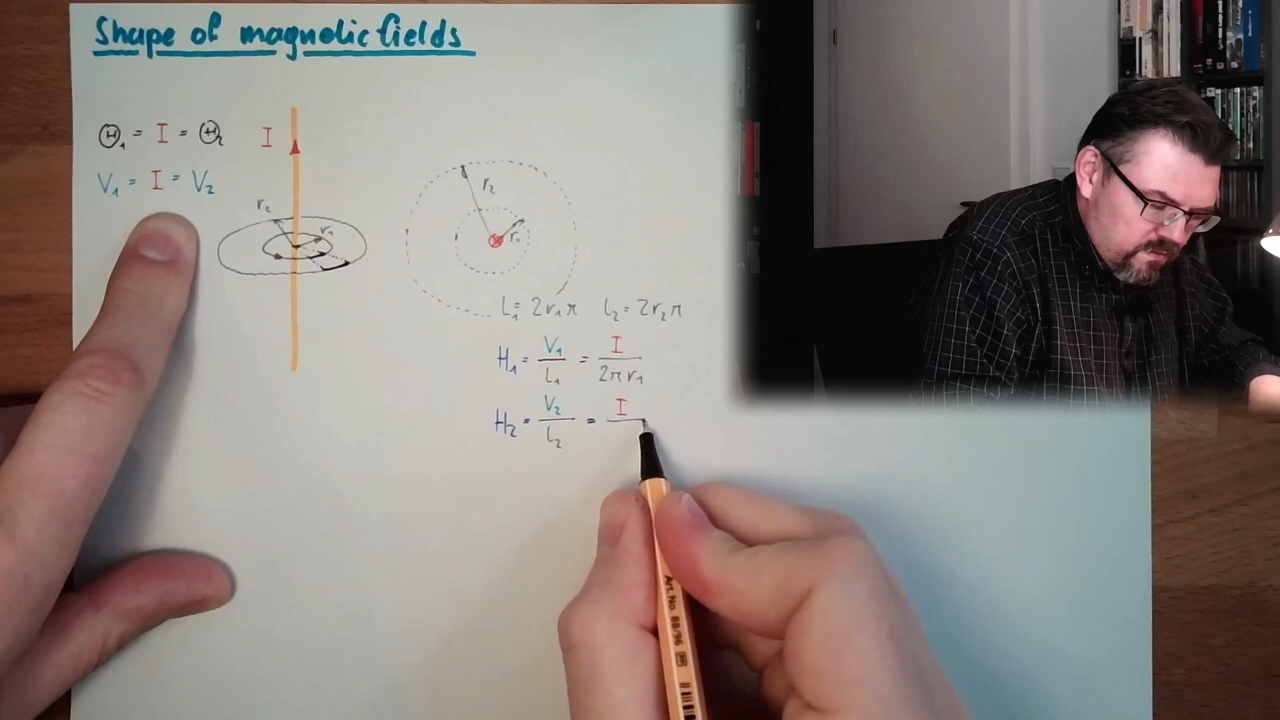 Shape of magnetic fields
Θ₁ = I = Θ₂
I
V₁ = I = V₂
r₂
r₁
r₂
r₁
L₁ = 2r₁π L₂ = 2r₂π
H₁ = V₁/L₁ = I/2πr₁
H₂ = V₂/L₂ = I/
Art. No. 88/96